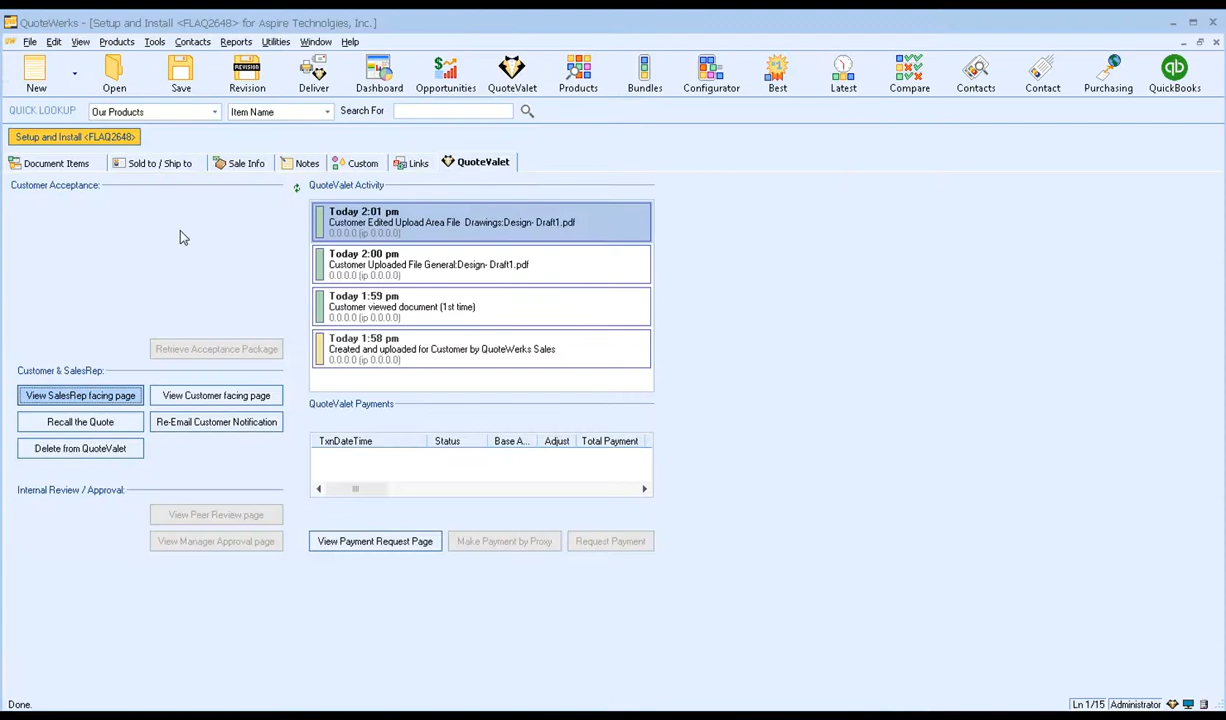 QuoteWerks - [Setup and Install <FLAQ2648> for Aspire Technolgies, Inc.]
File Edit View Products Tools Contacts Reports Utilities Window Help
New Open Save Revision Deliver Dashboard Opportunities QuoteValet Products Bundles Configurator Best Latest Compare Contacts Contact Purchasing QuickBooks
QUICK LOOKUP Our Products Item Name Search For
Setup and Install <FLAQ2648>
Document Items Sold to / Ship to Sale Info Notes Custom Links QuoteValet
Customer Acceptance: QuoteValet Activity
Today 2:01 pm
Customer Edited Upload Area File Drawings:Design- Draft1.pdf
0.0.0.0 (ip 0.0.0.0)
Today 2:00 pm
Customer Uploaded File General:Design- Draft1.pdf
0.0.0.0 (ip 0.0.0.0)
Today 1:59 pm
Customer viewed document (1st time)
0.0.0.0 (ip 0.0.0.0)
Today 1:58 pm
Created and uploaded for Customer by QuoteWerks Sales
0.0.0.0 (ip 0.0.0.0)
Retrieve Acceptance Package
Customer & SalesRep:
View SalesRep facing page View Customer facing page
Recall the Quote Re-Email Customer Notification
Delete from QuoteValet
QuoteValet Payments
TxnDateTime Status Base A... Adjust Total Payment
Internal Review / Approval:
View Peer Review page
View Manager Approval page
View Payment Request Page Make Payment by Proxy Request Payment
Done. Ln 1/15 Administrator